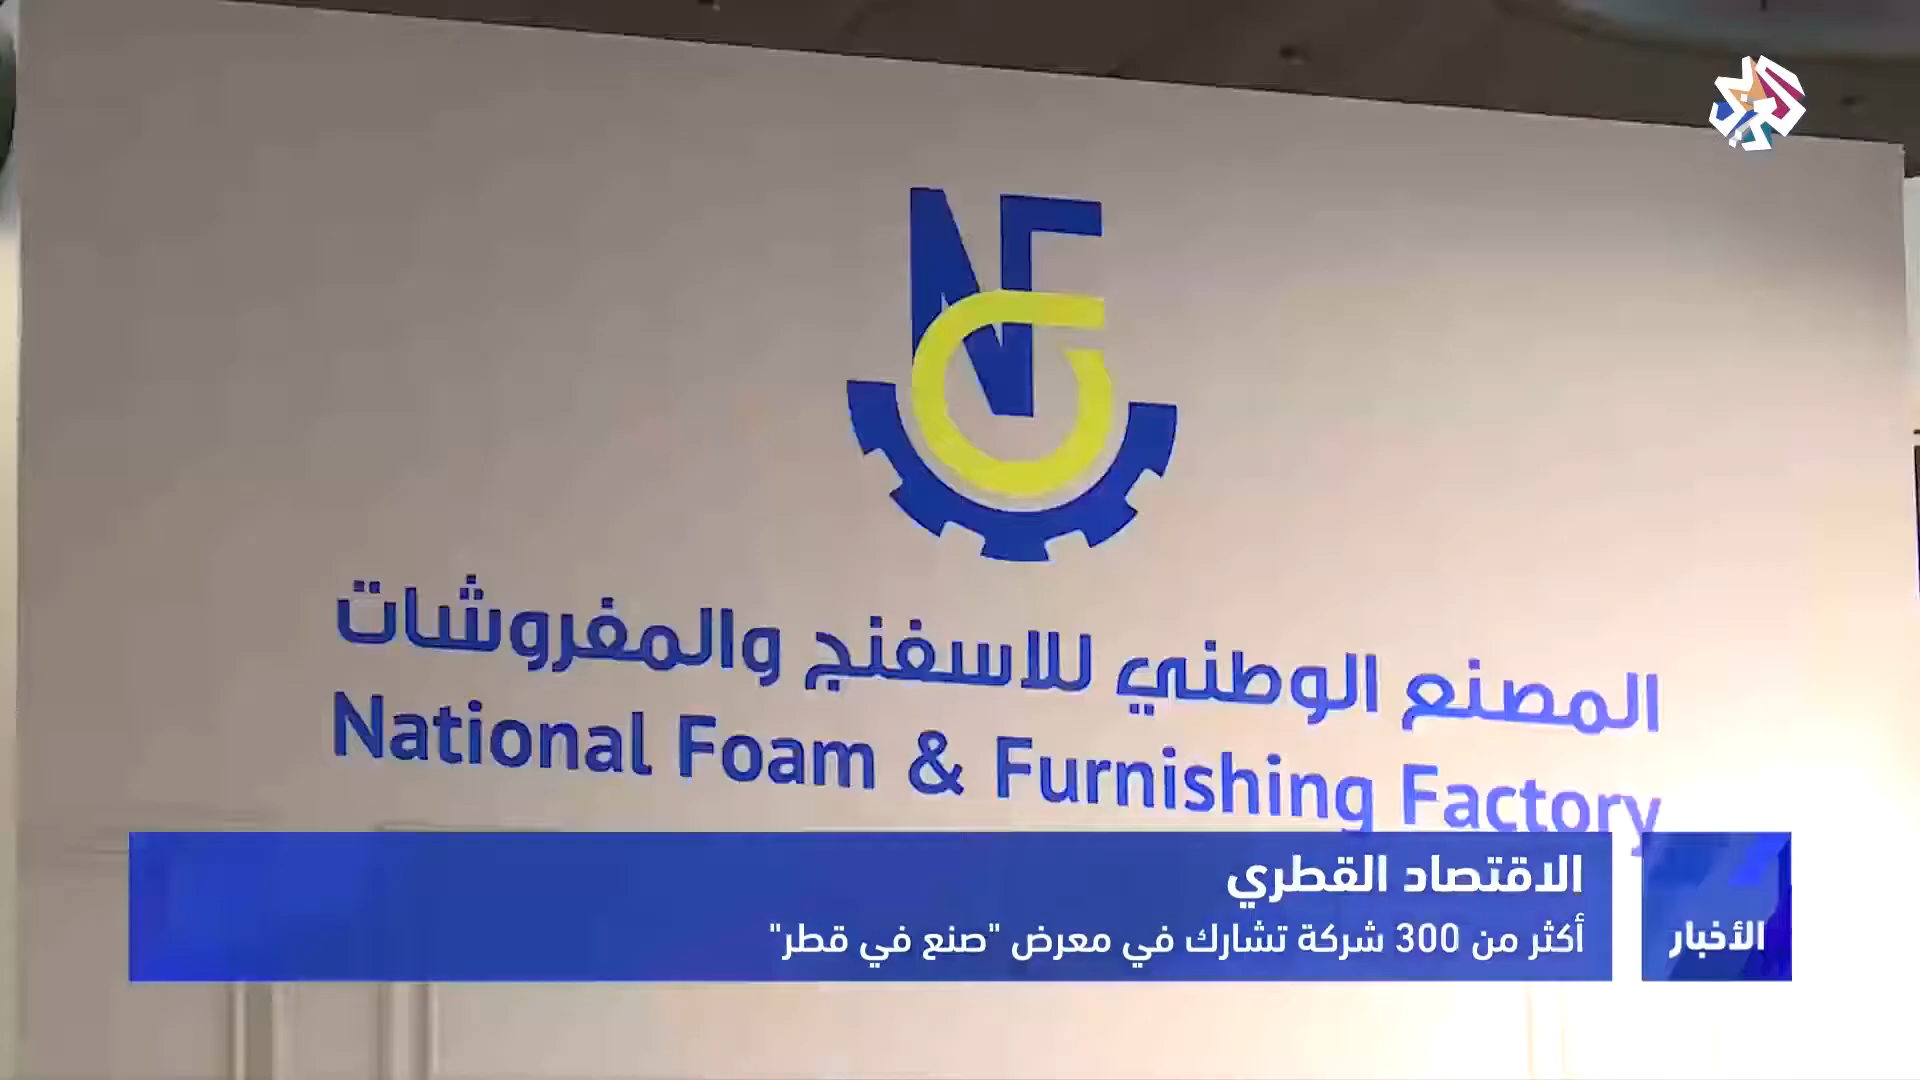 NF
المصنع الوطني للاسفنج والمفروشات
National Foam & Furnishing Factory
الاقتصاد القطري
أكثر من 300 شركة تشارك في معرض "صنع في قطر"
الأخبار